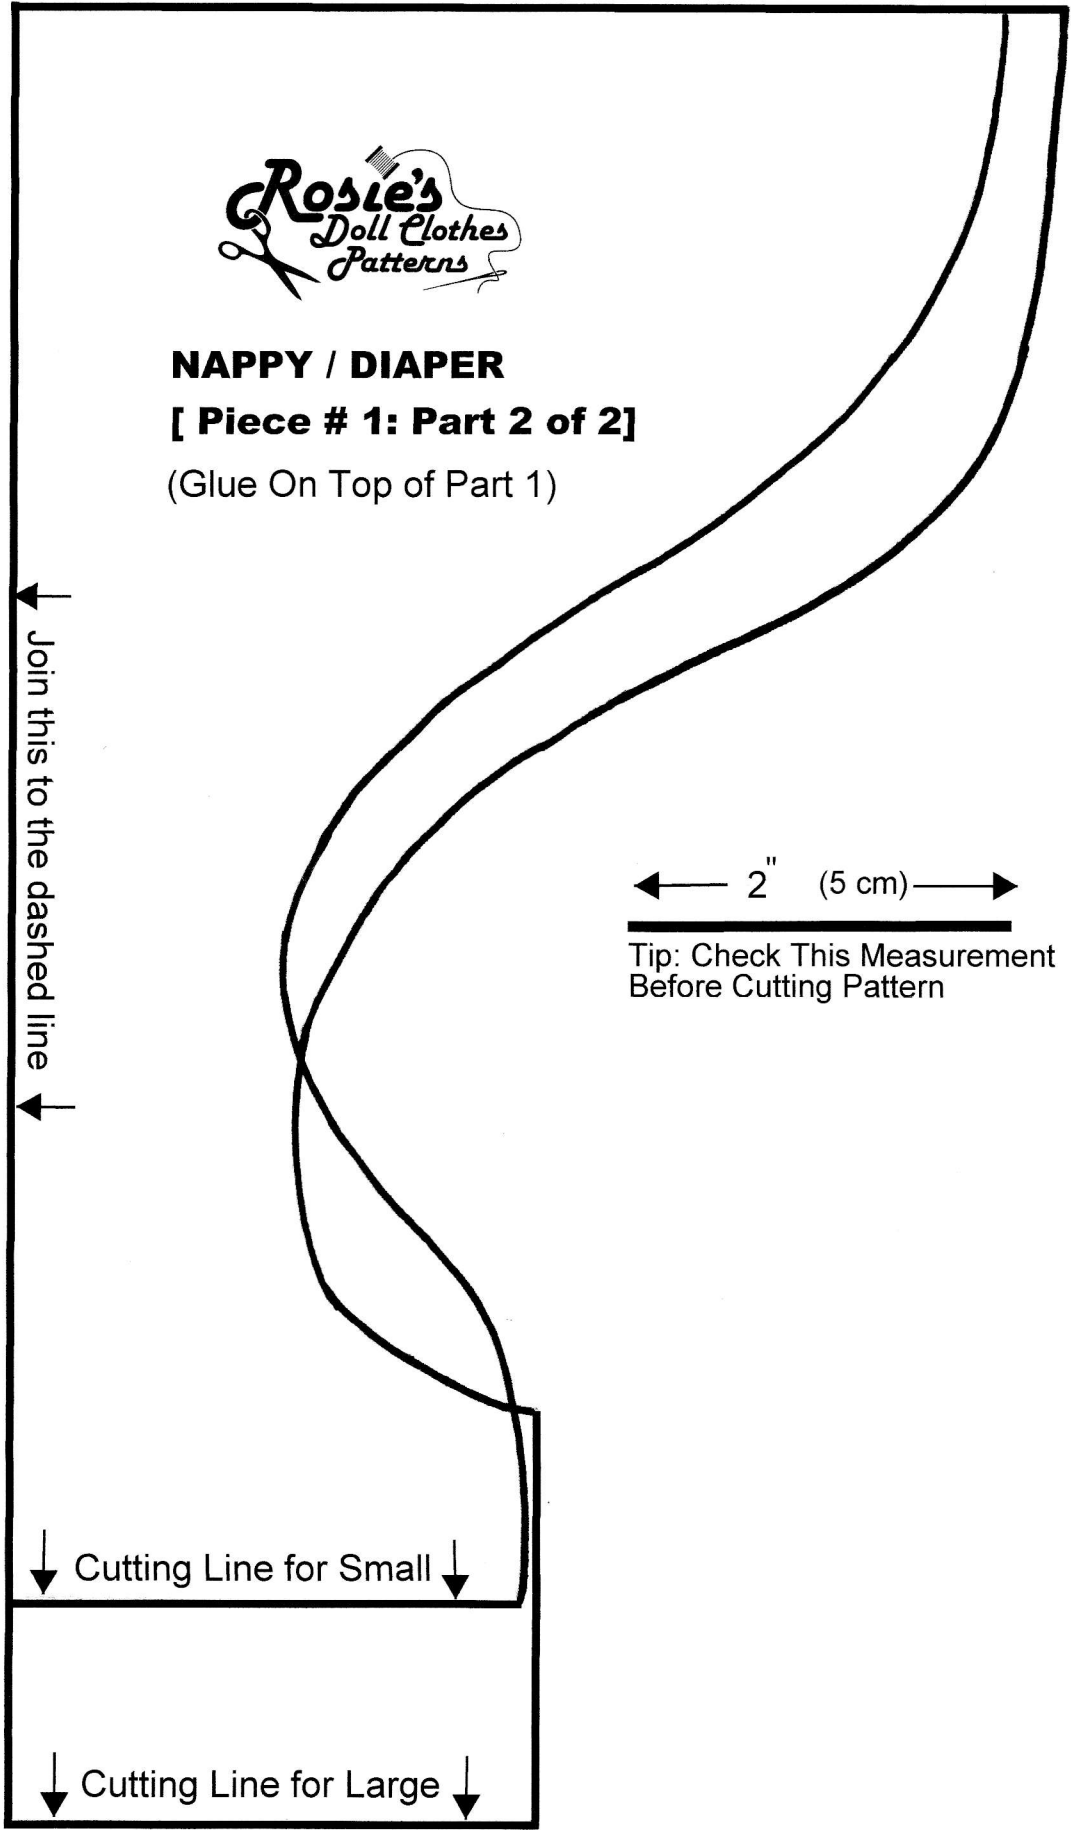 Rosie's
Doll Clothes
Patterns
NAPPY / DIAPER
[ Piece # 1: Part 2 of 2]
(Glue On Top of Part 1)
Join this to the dashed line
2" (5 cm)
Tip: Check This Measurement
Before Cutting Pattern
Cutting Line for Small
Cutting Line for Large